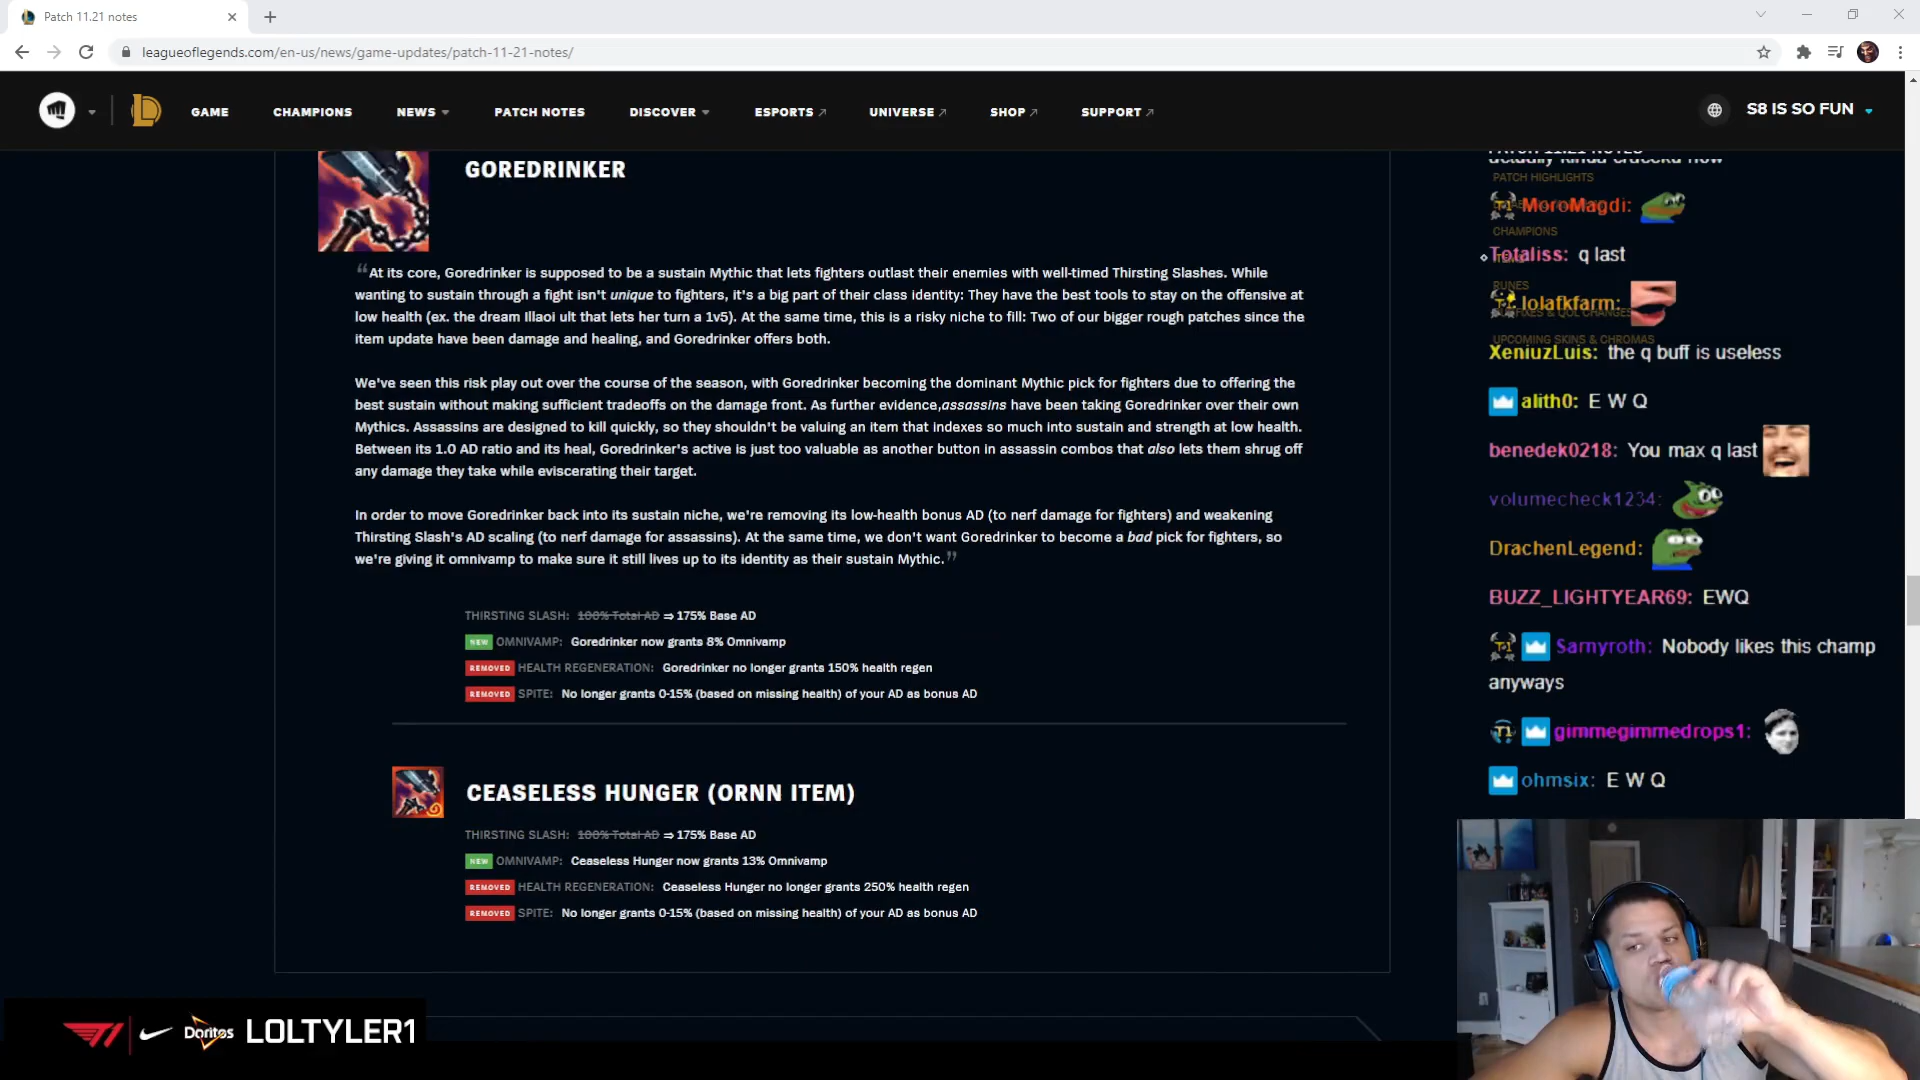 Patch 11.21 notes
leagueoflegends.com/en-us/news/game-updates/patch-11-21-notes/
GAME
CHAMPIONS
NEWS
PATCH NOTES
DISCOVER
ESPORTS
UNIVERSE
SHOP
SUPPORT
S8 IS SO FUN
GOREDRINKER
“At its core, Goredrinker is supposed to be a sustain Mythic that lets fighters outlast their enemies with well-timed Thirsting Slashes. While
wanting to sustain through a fight isn't unique to fighters, it's a big part of their class identity: They have the best tools to stay on the offensive at
low health (ex. the dream Illaoi ult that lets her turn a 1v5). At the same time, this is a risky niche to fill: Two of our bigger rough patches since the
item update have been damage and healing, and Goredrinker offers both.
We've seen this risk play out over the course of the season, with Goredrinker becoming the dominant Mythic pick for fighters due to offering the
best sustain without making sufficient tradeoffs on the damage front. As further evidence,assassins have been taking Goredrinker over their own
Mythics. Assassins are designed to kill quickly, so they shouldn't be valuing an item that indexes so much into sustain and strength at low health.
Between its 1.0 AD ratio and its heal, Goredrinker's active is just too valuable as another button in assassin combos that also lets them shrug off
any damage they take while eviscerating their target.
In order to move Goredrinker back into its sustain niche, we're removing its low-health bonus AD (to nerf damage for fighters) and weakening
Thirsting Slash's AD scaling (to nerf damage for assassins). At the same time, we don't want Goredrinker to become a bad pick for fighters, so
we're giving it omnivamp to make sure it still lives up to its identity as their sustain Mythic.”
THIRSTING SLASH: 100% Total AD ⇒ 175% Base AD
NEW OMNIVAMP: Goredrinker now grants 8% Omnivamp
REMOVED HEALTH REGENERATION: Goredrinker no longer grants 150% health regen
REMOVED SPITE: No longer grants 0-15% (based on missing health) of your AD as bonus AD
CEASELESS HUNGER (ORNN ITEM)
THIRSTING SLASH: 100% Total AD ⇒ 175% Base AD
NEW OMNIVAMP: Ceaseless Hunger now grants 13% Omnivamp
REMOVED HEALTH REGENERATION: Ceaseless Hunger no longer grants 250% health regen
REMOVED SPITE: No longer grants 0-15% (based on missing health) of your AD as bonus AD
PATCH HIGHLIGHTS
MoroMagdi:
CHAMPIONS
Totaliss: q last
RUNES
lolafkfarm:
UPCOMING SKINS & CHROMAS
XeniuzLuis: the q buff is useless
alith0: E W Q
benedek0218: You max q last
volumecheck1234:
DrachenLegend:
BUZZ_LIGHTYEAR69: EWQ
Sarnyroth: Nobody likes this champ
anyways
gimmegimmedrops1:
ohmsix: E W Q
T1 Doritos LOLTYLER1